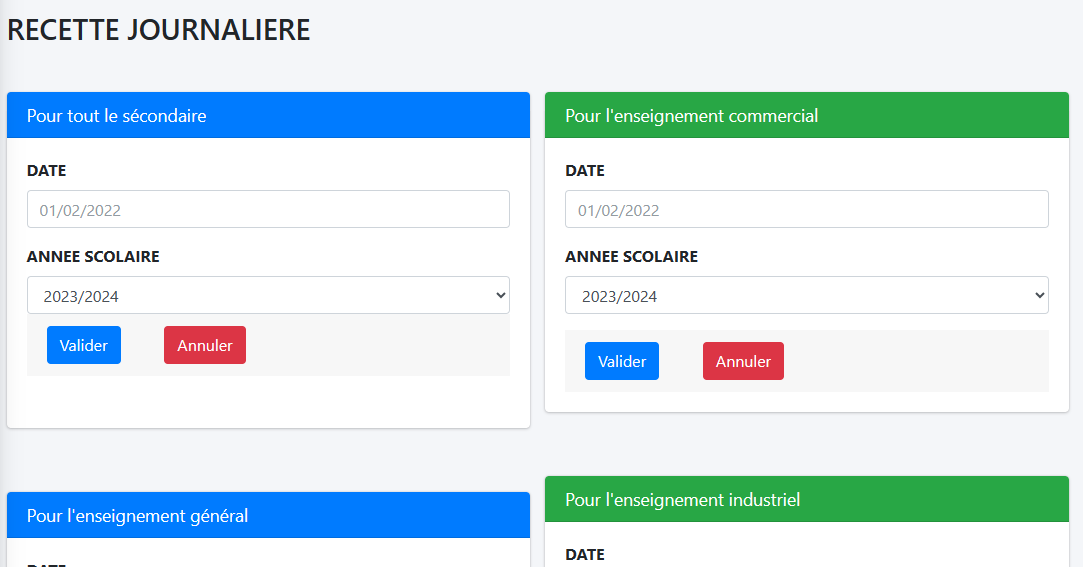 RECETTE JOURNALIERE
Pour tout le sécondaire
DATE
01/02/2022
ANNEE SCOLAIRE
2023/2024
Valider
Annuler
Pour l'enseignement commercial
DATE
01/02/2022
ANNEE SCOLAIRE
2023/2024
Valider
Annuler
Pour l'enseignement général
DATE
Pour l'enseignement industriel
DATE